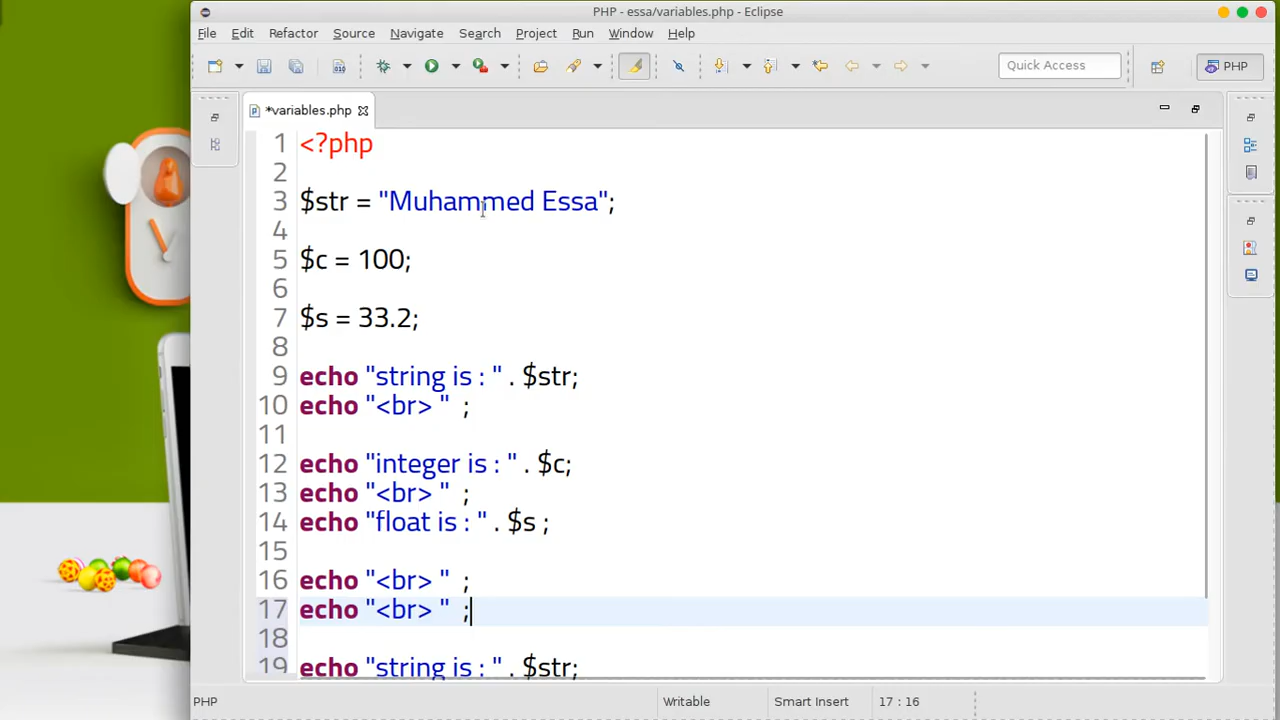 PHP - essa/variables.php - Eclipse
File Edit Refactor Source Navigate Search Project Run Window Help
Quick Access
PHP
*variables.php
1 <?php
2
3 $str = "Muhammed Essa";
4
5 $c = 100;
6
7 $s = 33.2;
8
9 echo "string is : " . $str;
10 echo "<br> " ;
11
12 echo "integer is : " . $c;
13 echo "<br> " ;
14 echo "float is : " . $s ;
15
16 echo "<br> " ;
17 echo "<br> " ;
18
19 echo "string is : " . $str;
PHP Writable Smart Insert 17 : 16